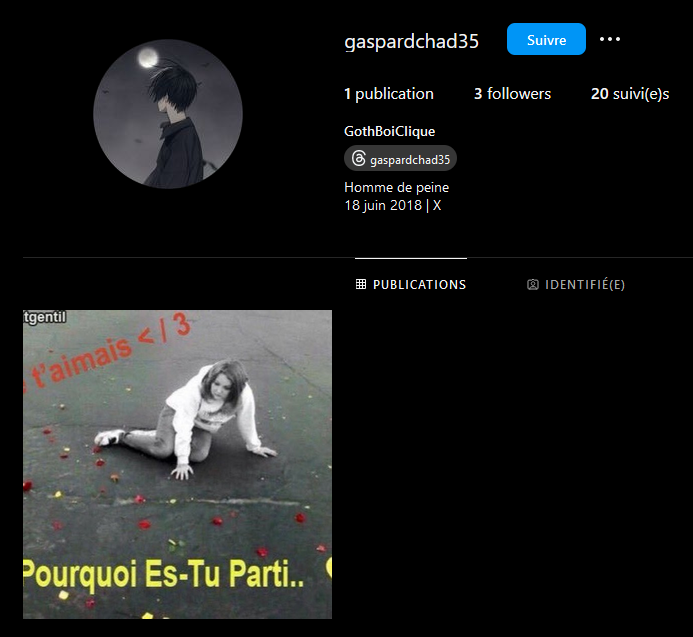 gaspardchad35
Suivre
1 publication 3 followers 20 suivi(e)s
GothBoiClique
gaspardchad35
Homme de peine
18 juin 2018 | X
PUBLICATIONS
IDENTIFIÉ(E)
tgentil
t'aimais < / 3
Pourquoi Es-Tu Parti..